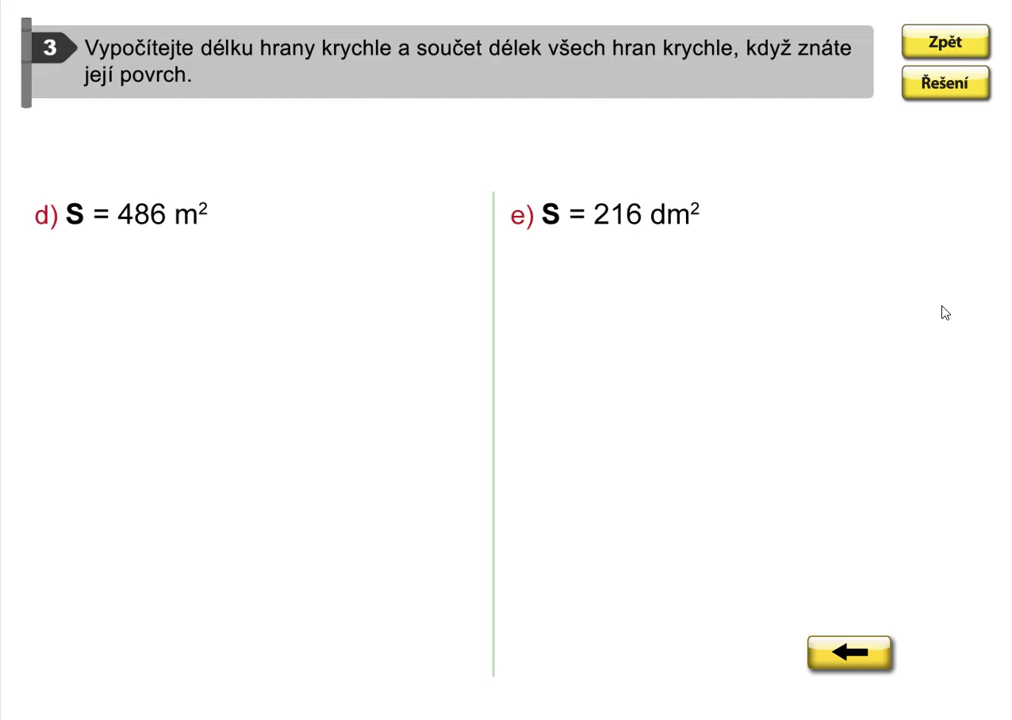 3 Vypočítejte délku hrany krychle a součet délek všech hran krychle, když znáte
její povrch.
Zpět
Řešení
d) S = 486 m²
e) S = 216 dm²